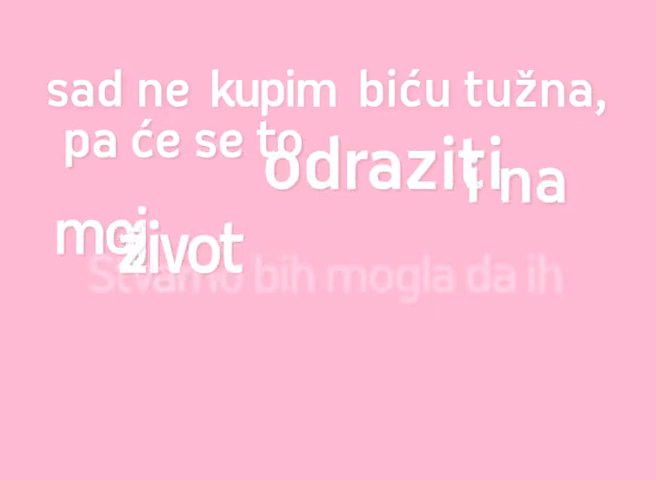 sad ne kupim biću tužna,
pa će se to odraziti i na
moj život
Stvarno bih mogla da ih